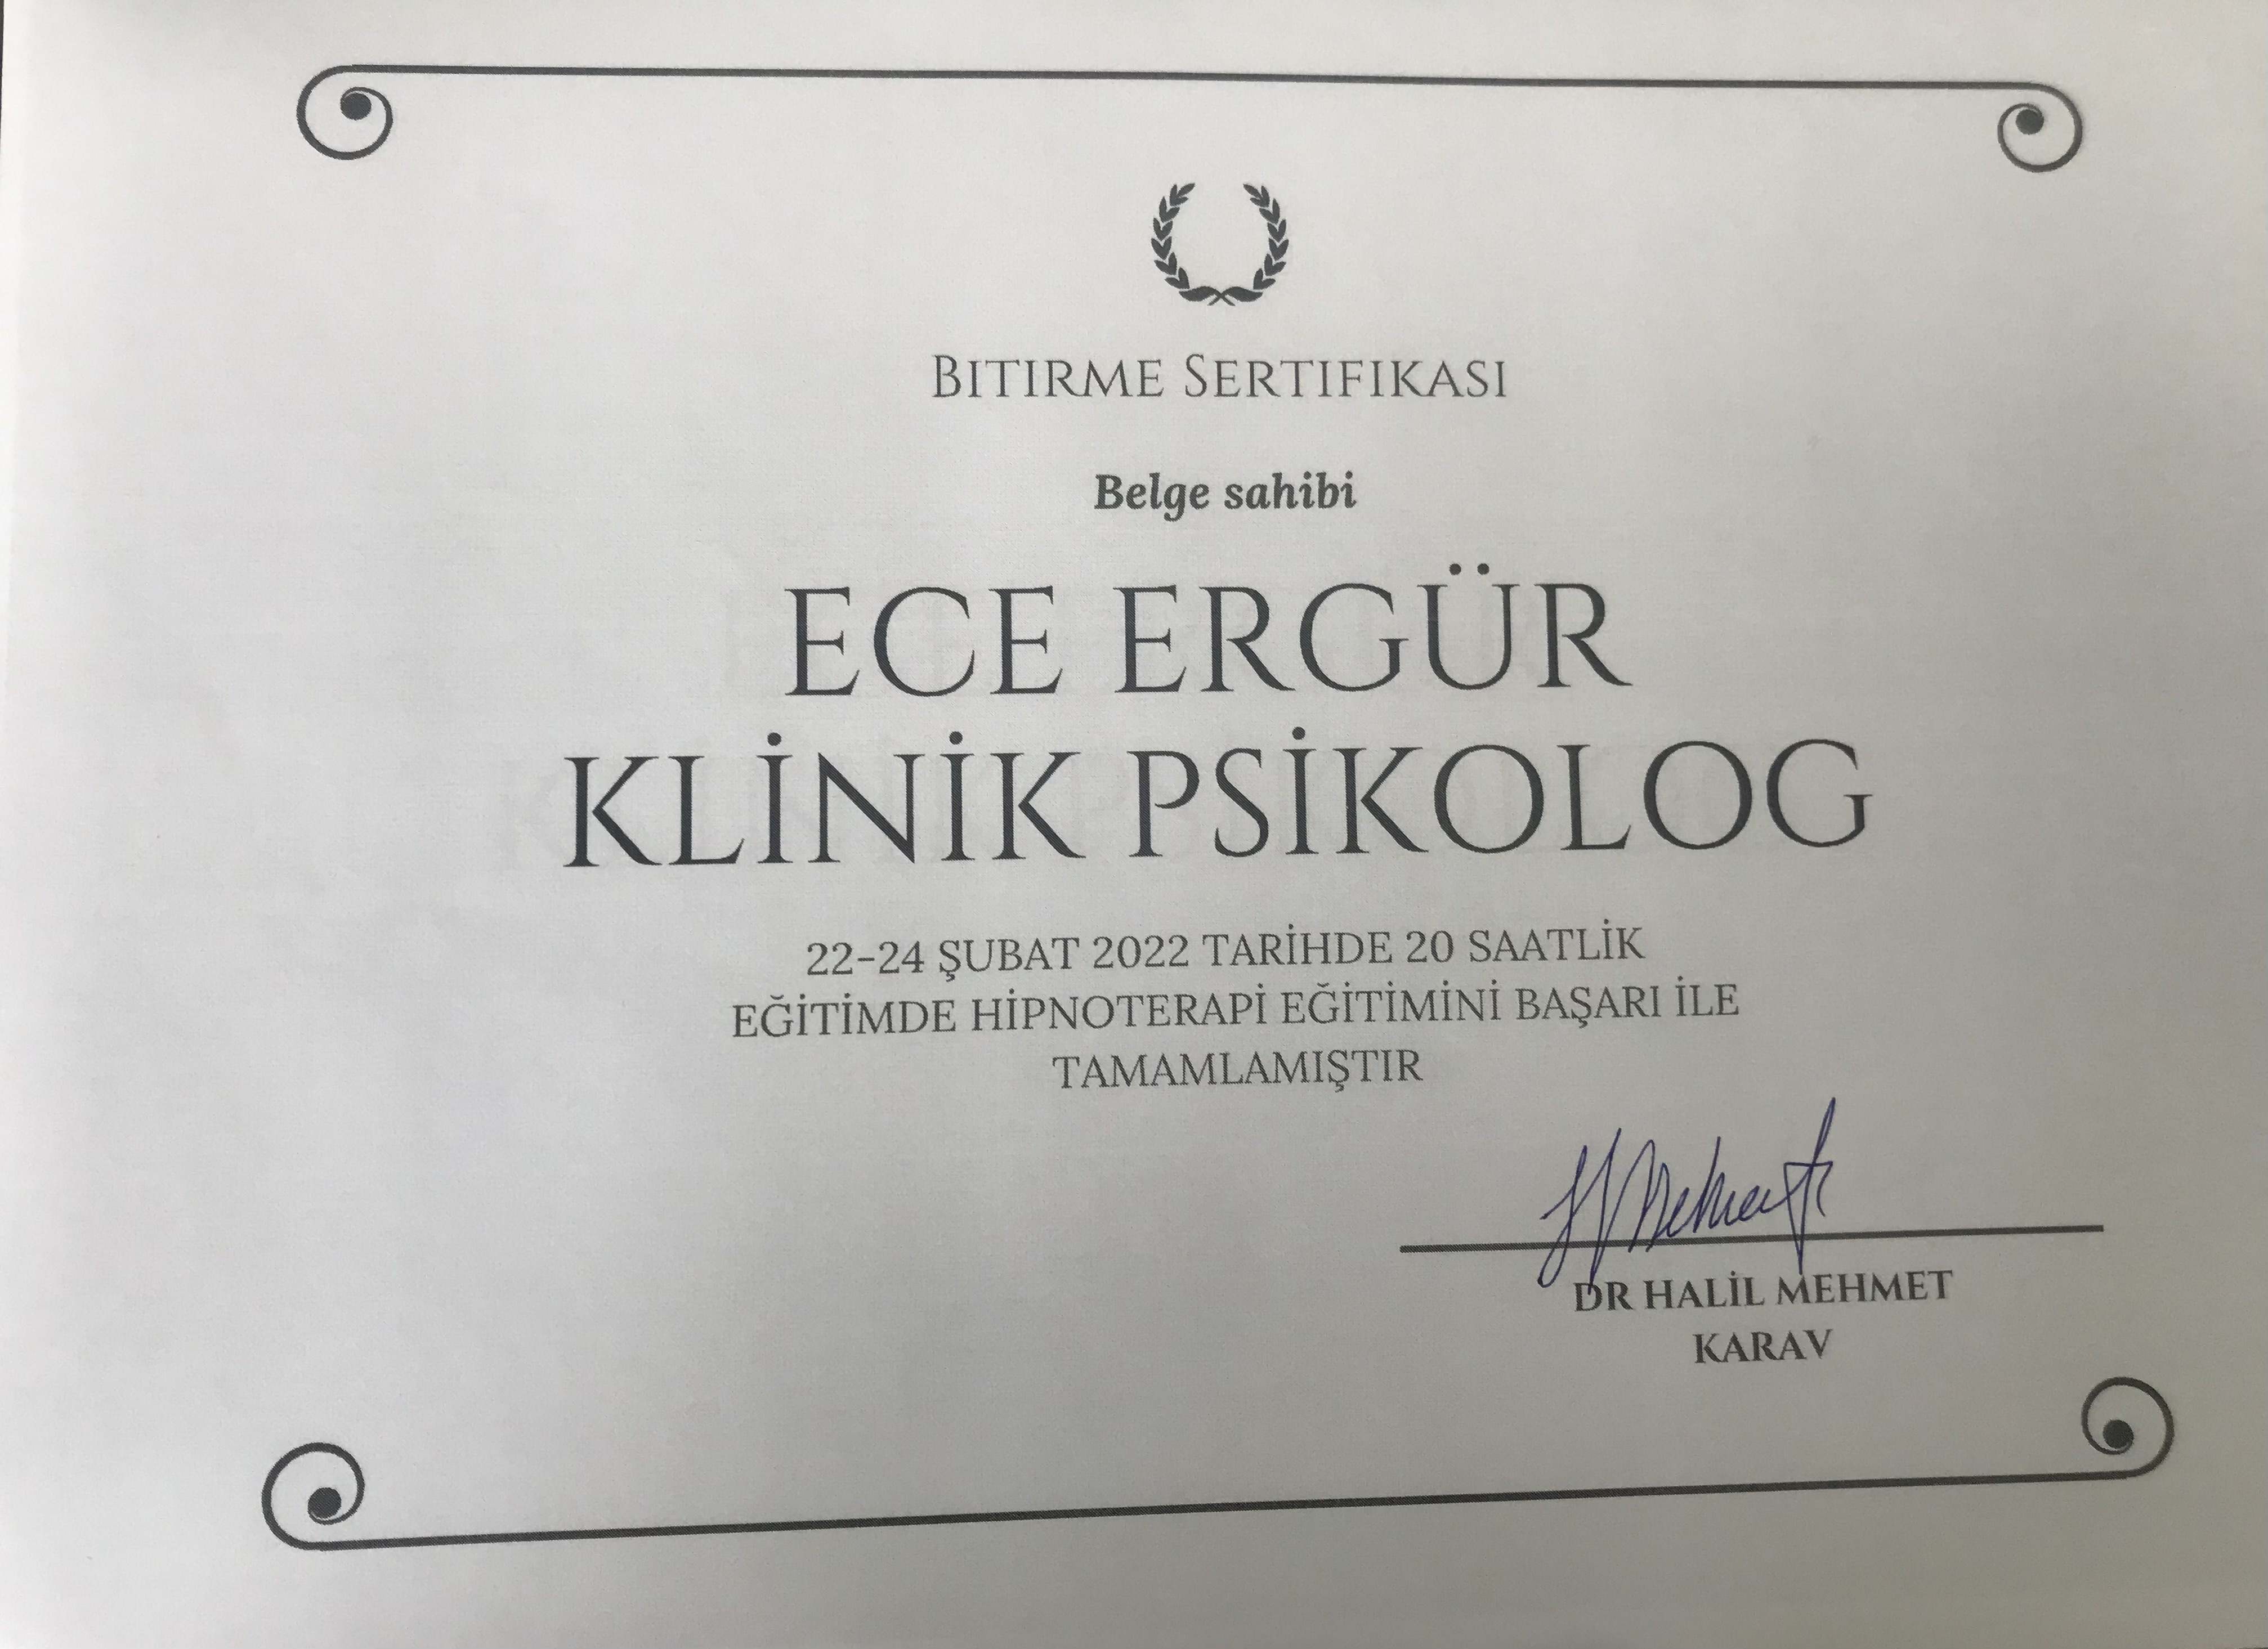 BITIRME SERTIFIKASI
Belge sahibi
ECE ERGÜR
KLİNİK PSİKOLOG
22-24 ŞUBAT 2022 TARİHDE 20 SAATLİK
EĞİTİMDE HİPNOTERAPİ EĞİTİMİNİ BAŞARI İLE
TAMAMLAMIŞTIR
H Mehmet
DR HALİL MEHMET
KARAV